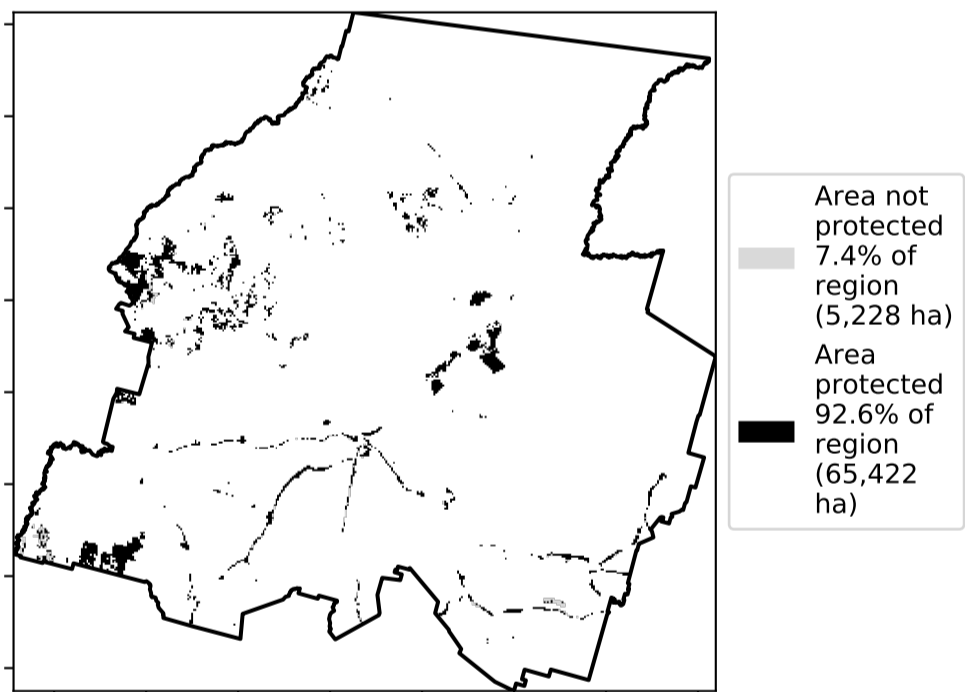 Area not
protected
7.4% of
region
(5,228 ha)
Area
protected
92.6% of
region
(65,422
ha)